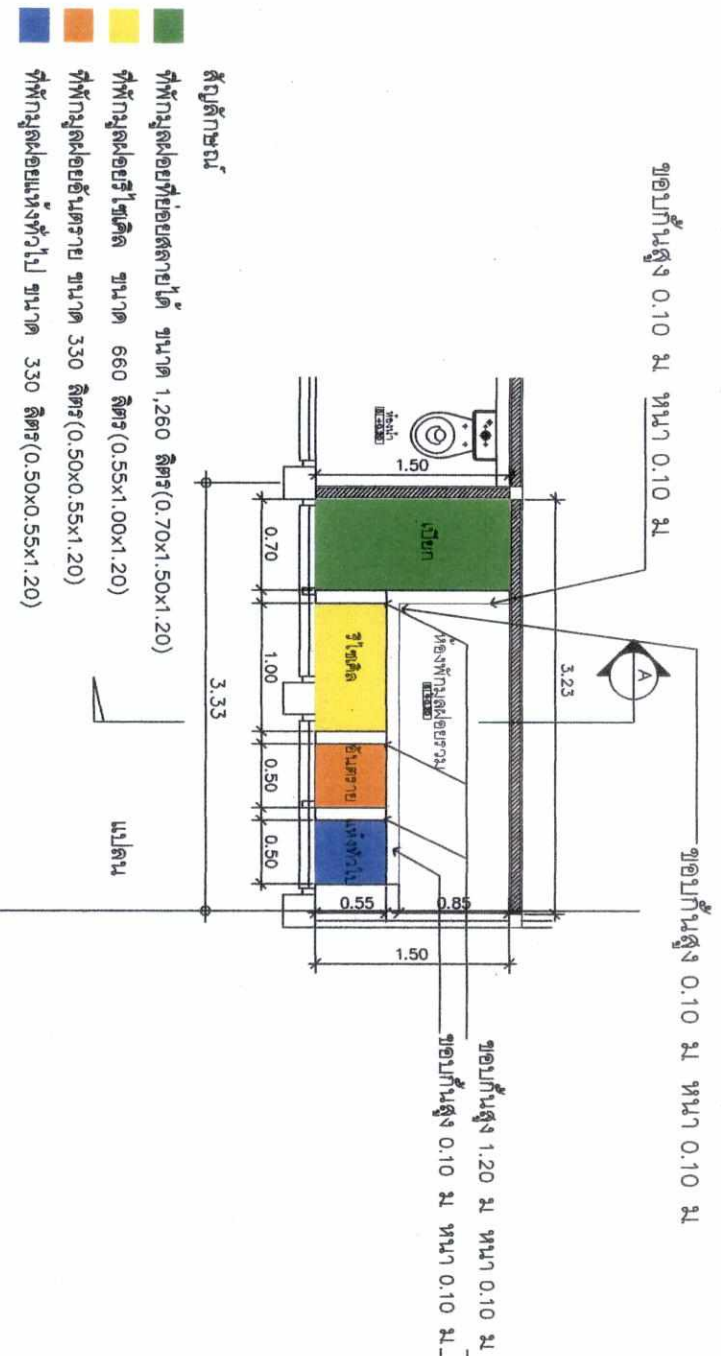 ขอบกั้นสูง 0.10 ม หนา 0.10 ม
ขอบกั้นสูง 0.10 ม หนา 0.10 ม
A
3.23
ห้องน้ำ
1.50
เปียก
ห้องพักมูลฝอยรวม
รีไซเคิล
อันตราย
แห้งทั่วไป
0.55
0.85
1.50
ขอบกั้นสูง 1.20 ม หนา 0.10 ม
ขอบกั้นสูง 0.10 ม หนา 0.10 ม
0.70
1.00
0.50
0.50
3.33
แปลน
สัญลักษณ์
ที่พักมูลฝอยที่ย่อยสลายได้ ขนาด 1,260 ลิตร(0.70x1.50x1.20)
ที่พักมูลฝอยรีไซเคิล ขนาด 660 ลิตร(0.55x1.00x1.20)
ที่พักมูลฝอยอันตราย ขนาด 330 ลิตร(0.50x0.55x1.20)
ที่พักมูลฝอยแห้งทั่วไป ขนาด 330 ลิตร(0.50x0.55x1.20)